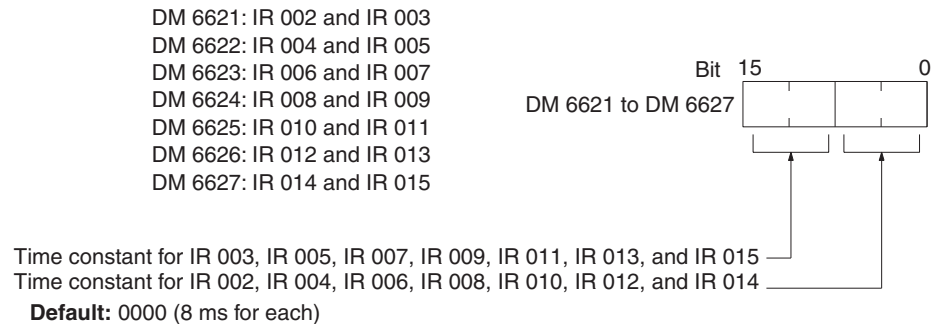 DM 6621: IR 002 and IR 003
DM 6622: IR 004 and IR 005
DM 6623: IR 006 and IR 007
DM 6624: IR 008 and IR 009
DM 6625: IR 010 and IR 011
DM 6626: IR 012 and IR 013
DM 6627: IR 014 and IR 015
Bit 15 0
DM 6621 to DM 6627
Time constant for IR 003, IR 005, IR 007, IR 009, IR 011, IR 013, and IR 015
Time constant for IR 002, IR 004, IR 006, IR 008, IR 010, IR 012, and IR 014
Default: 0000 (8 ms for each)